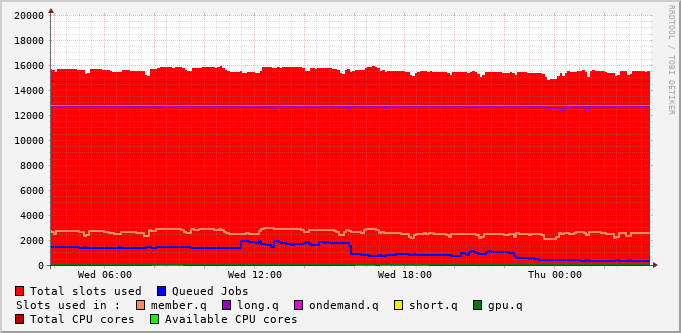 RRDTOOL / TOBI OETIKER
20000
18000
16000
14000
12000
10000
8000
6000
4000
2000
0
Wed 06:00 Wed 12:00 Wed 18:00 Thu 00:00
Total slots used Queued Jobs
Slots used in : member.q long.q ondemand.q short.q gpu.q
Total CPU cores Available CPU cores